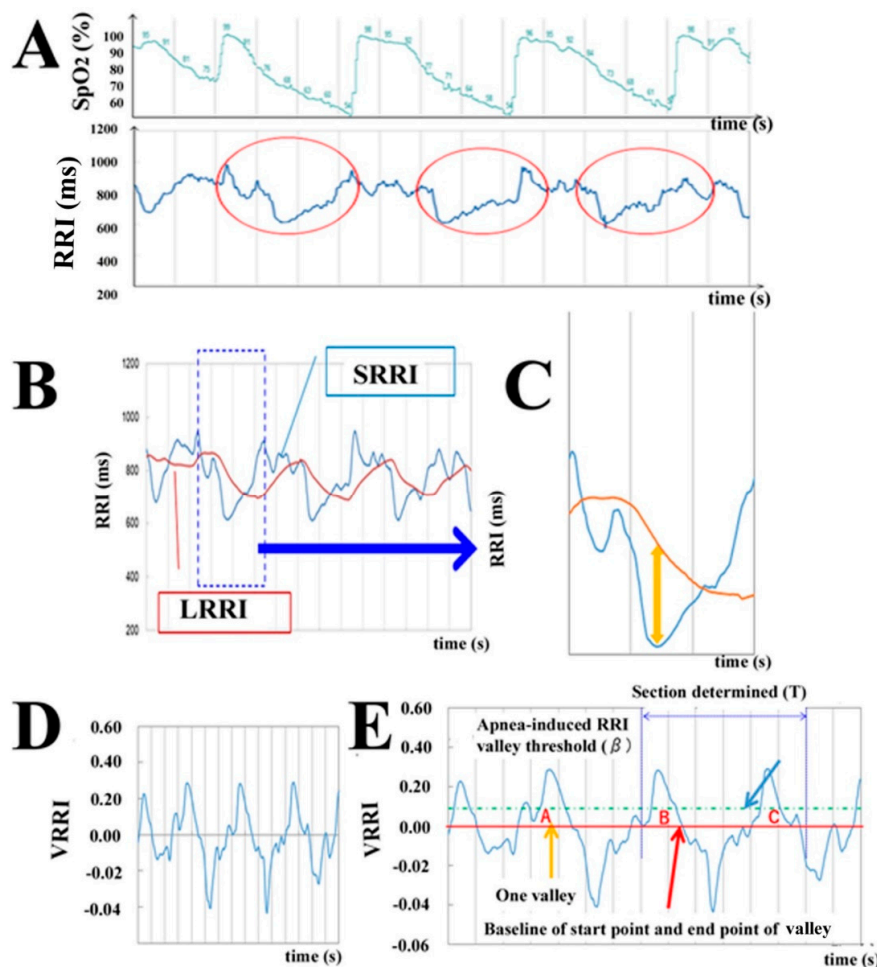 A
SpO2 (%)
100
90
80
70
60
time (s)
1200
1000
800
600
400
200
RRI (ms)
time (s)
B
1200
1000
800
600
400
200
RRI (ms)
SRRI
LRRI
time (s)
C
RRI (ms)
time (s)
D
0.60
0.40
0.20
0.00
-0.02
-0.04
VRRI
time (s)
E
0.60
0.40
0.20
0.00
-0.02
-0.04
-0.06
VRRI
Section determined (T)
Apnea-induced RRI
valley threshold (β)
A
B
C
One valley
Baseline of start point and end point of valley
time (s)